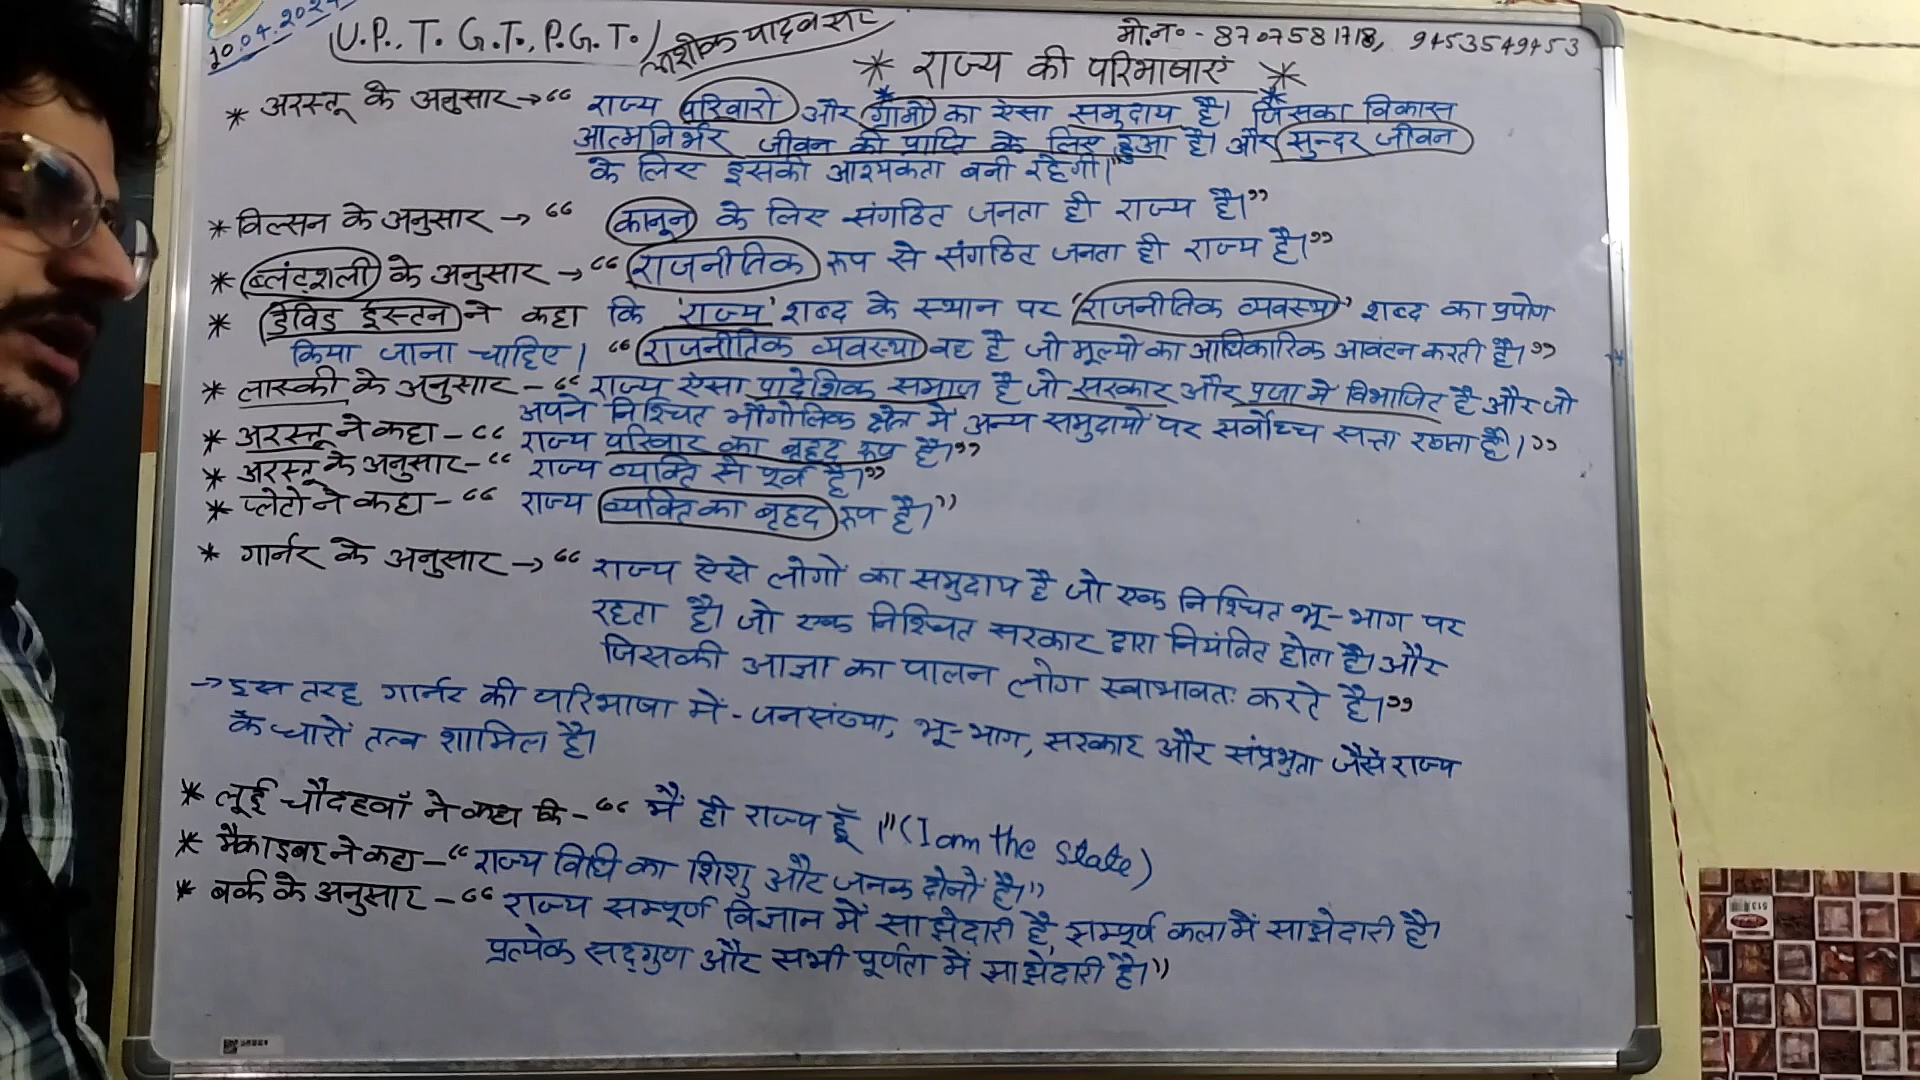 10.04.202
U.P., T. G.T., P.G.T.
अशोक यादव सर
मो.न० - 8707581718, 9453549453
* राज्य की परिभाषाएं *
* अरस्तू के अनुसार →“ राज्य परिवारो और ग्रामो का ऐसा समुदाय है। जिसका विकास
आत्मनिर्भर जीवन की प्राप्ति के लिए हुआ है। और सुन्दर जीवन
के लिए इसकी आवश्यकता बनी रहेगी।”
* विल्सन के अनुसार → “ कानून के लिए संगठित जनता ही राज्य है।”
* ब्लंटशली के अनुसार →“ राजनीतिक रूप से संगठित जनता ही राज्य है।”
* डेविड ईस्टन ने कहा कि 'राज्य' शब्द के स्थान पर 'राजनीतिक व्यवस्था' शब्द का प्रयोग
किया जाना चाहिए। “राजनीतिक व्यवस्था वह है जो मूल्यो का आधिकारिक आवंटन करती है।”
* लास्की के अनुसार - “ राज्य ऐसा प्रादेशिक समाज है जो सरकार और प्रजा मे विभाजित है और जो
अपने निश्चित भौगोलिक क्षेत्र में अन्य समुदायों पर सर्वोच्च सत्ता रखता है।”
* अरस्तू ने कहा - “ राज्य परिवार का बृहद रूप है।”
* अरस्तू के अनुसार - “ राज्य व्यक्ति से पूर्व है।”
* प्लेटो ने कहा - “ राज्य व्यक्ति का बृहद रूप है।”
* गार्नर के अनुसार →“ राज्य ऐसे लोगों का समुदाय है जो एक निश्चित भू-भाग पर
रहता है। जो एक निश्चित सरकार द्वारा नियंत्रित होता है। और
जिसकी आज्ञा का पालन लोग स्वाभावतः करते है।”
→ इस तरह गार्नर की परिभाषा में - जनसंख्या, भू-भाग, सरकार और संप्रभुता जैसे राज्य
के चारों तत्व शामिल है।
* लूई चौदहवाँ ने कहा कि - “ मैं ही राज्य हूँ।” (I am the state)
* मैकाइबर ने कहा - “ राज्य विधि का शिशु और जनक दोनों है।”
* बर्क के अनुसार - “ राज्य सम्पूर्ण विज्ञान में साझेदारी है, सम्पूर्ण कला में साझेदारी है।
प्रत्येक सद्‌गुण और सभी पूर्णता में साझेदारी है।”